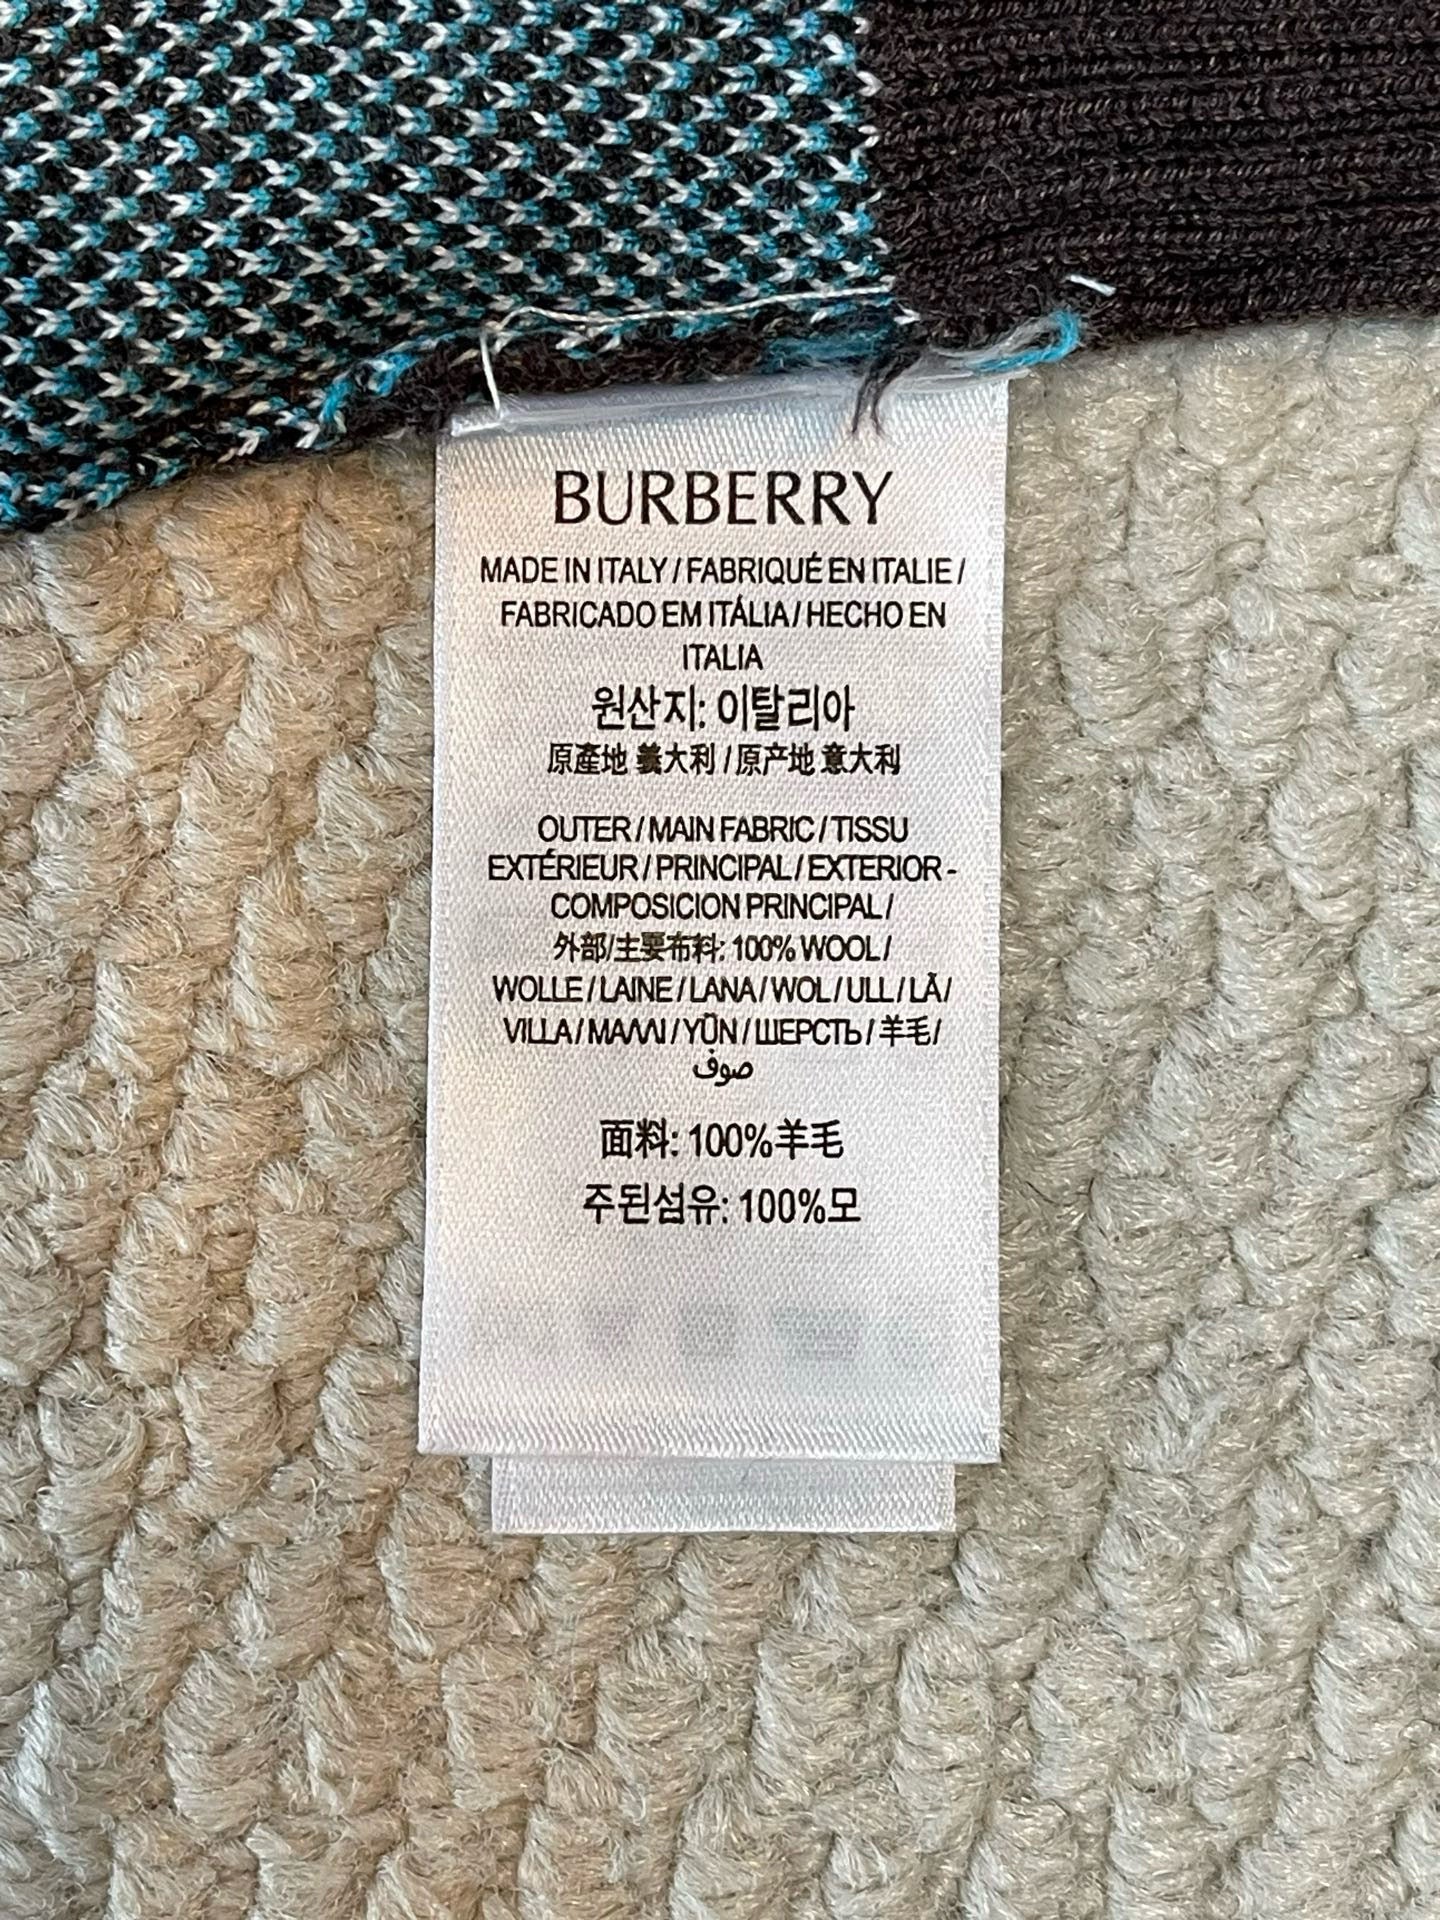 BURBERRY
MADE IN ITALY / FABRIQUÉ EN ITALIE /
FABRICADO EM ITÁLIA / HECHO EN
ITALIA
원산지: 이탈리아
原產地 義大利 / 原产地 意大利
OUTER / MAIN FABRIC / TISSU
EXTÉRIEUR / PRINCIPAL / EXTERIOR -
COMPOSICION PRINCIPAL /
外部/主要布料: 100% WOOL /
WOLLE / LAINE / LANA / WOL / ULL / LÃ /
VILLA / ΜΑΛΛΙ / YŪN / ШЕРСТЬ / 羊毛 /
صوف
面料: 100%羊毛
주된섬유: 100%모